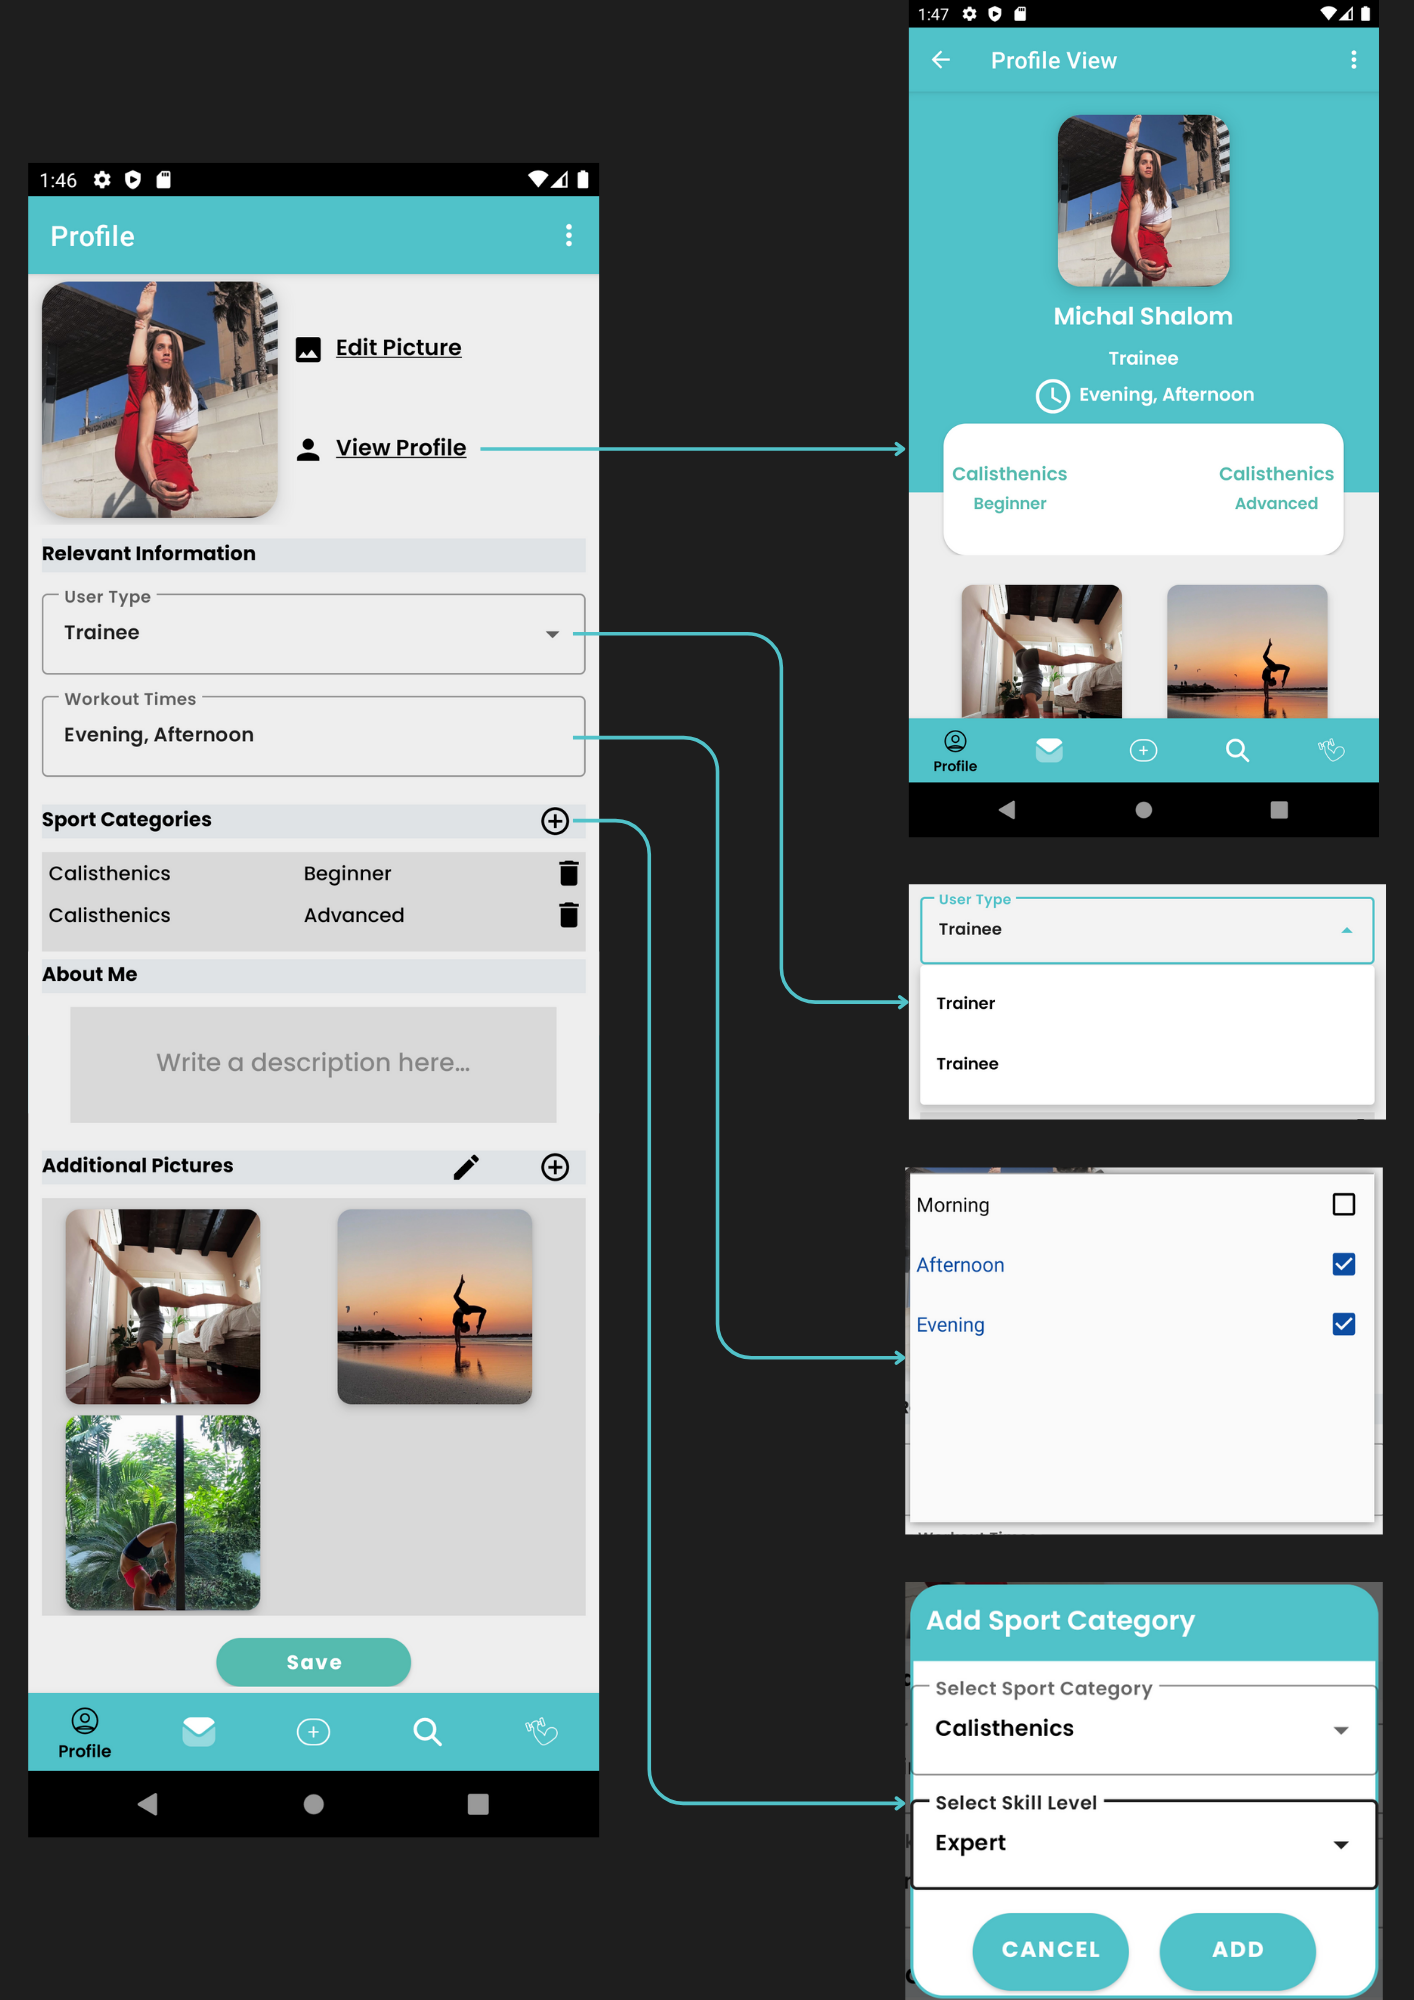 1:46
Profile
Edit Picture
View Profile
Relevant Information
User Type
Trainee
Workout Times
Evening, Afternoon
Sport Categories
Calisthenics Beginner
Calisthenics Advanced
About Me
Write a description here...
Additional Pictures
Save
Profile
1:47
Profile View
Michal Shalom
Trainee
Evening, Afternoon
Calisthenics Calisthenics
Beginner Advanced
Profile
User Type
Trainee
Trainer
Trainee
Morning
Afternoon
Evening
Add Sport Category
Select Sport Category
Calisthenics
Select Skill Level
Expert
CANCEL ADD